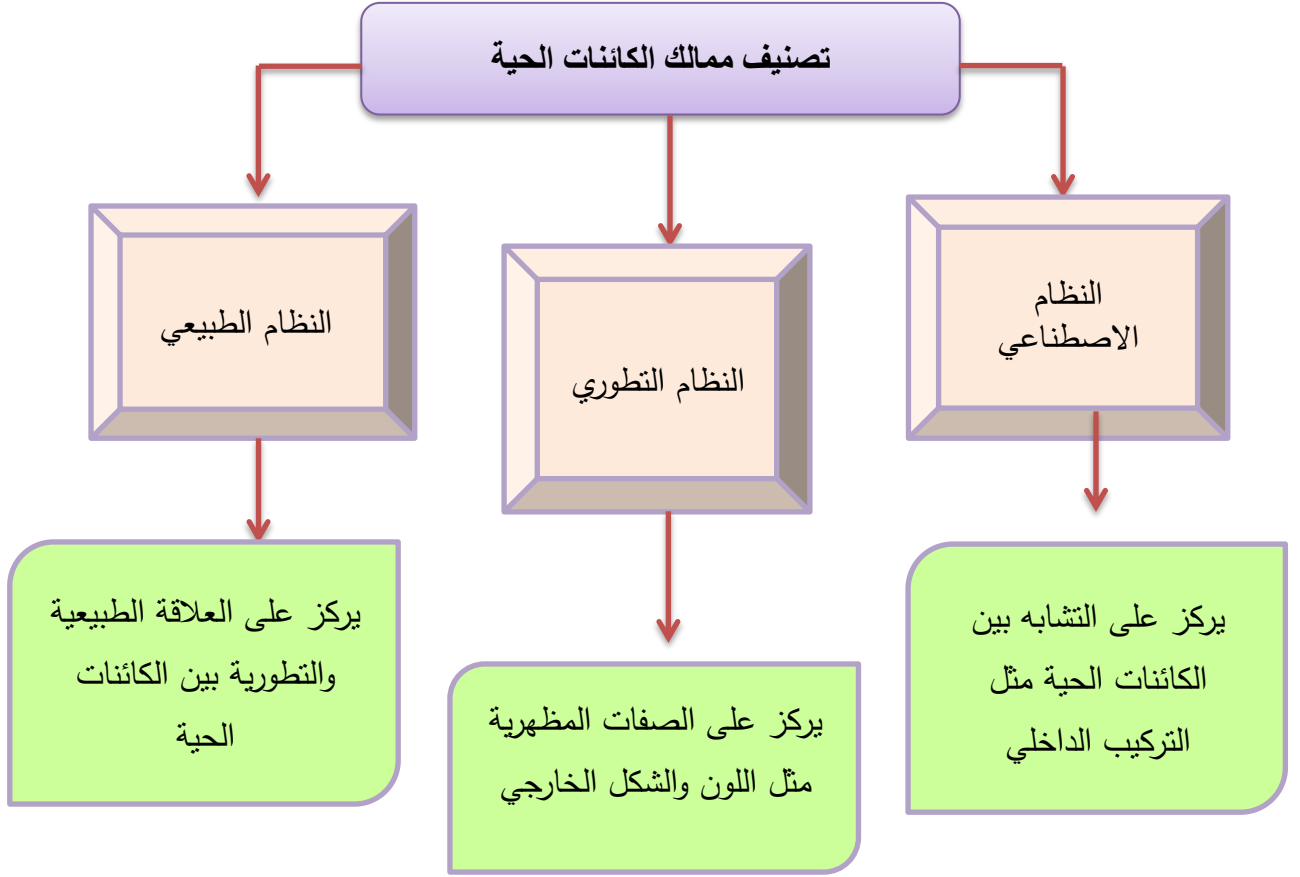 تصنيف ممالك الكائنات الحية
النظام
الاصطناعي
النظام التطوري
النظام الطبيعي
يركز على التشابه بين
الكائنات الحية مثل
التركيب الداخلي
يركز على الصفات المظهرية
مثل اللون والشكل الخارجي
يركز على العلاقة الطبيعية
والتطورية بين الكائنات
الحية